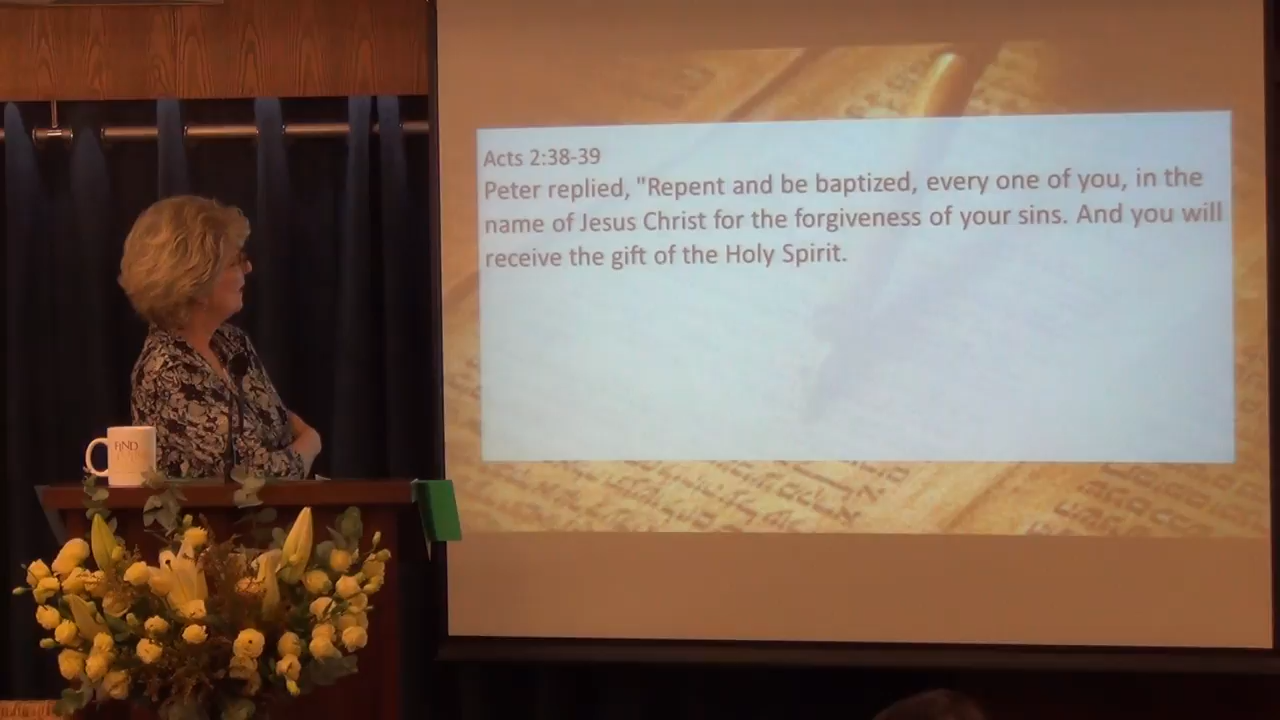 Acts 2:38-39
Peter replied, "Repent and be baptized, every one of you, in the
name of Jesus Christ for the forgiveness of your sins. And you will
receive the gift of the Holy Spirit.
FIND